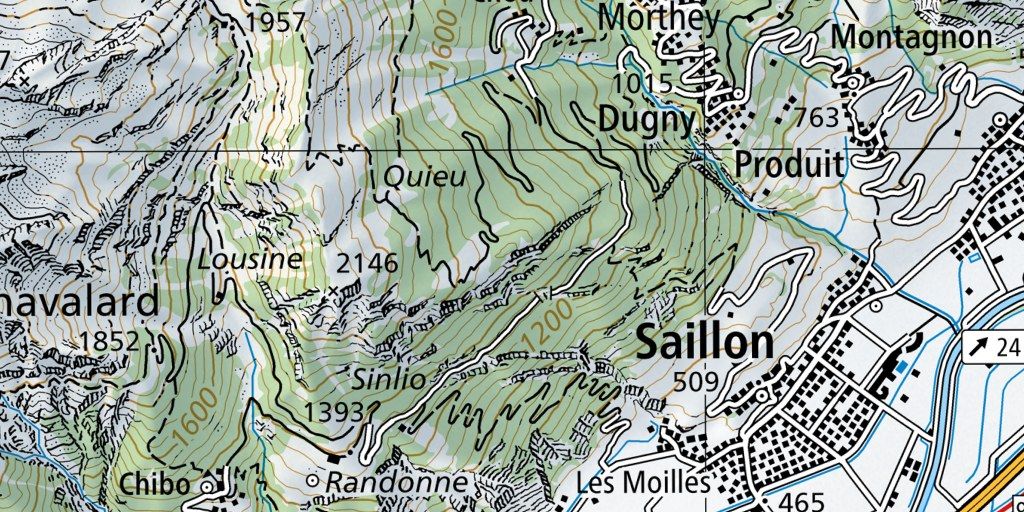 1957
Morthey
Montagnon
1600
1015
Dugny
763
Produit
Quieu
Lousine
2146
1852
1200
Saillon
24
Sinlio
509
1393
1600
Chibo
Randonne
Les Moilles
465